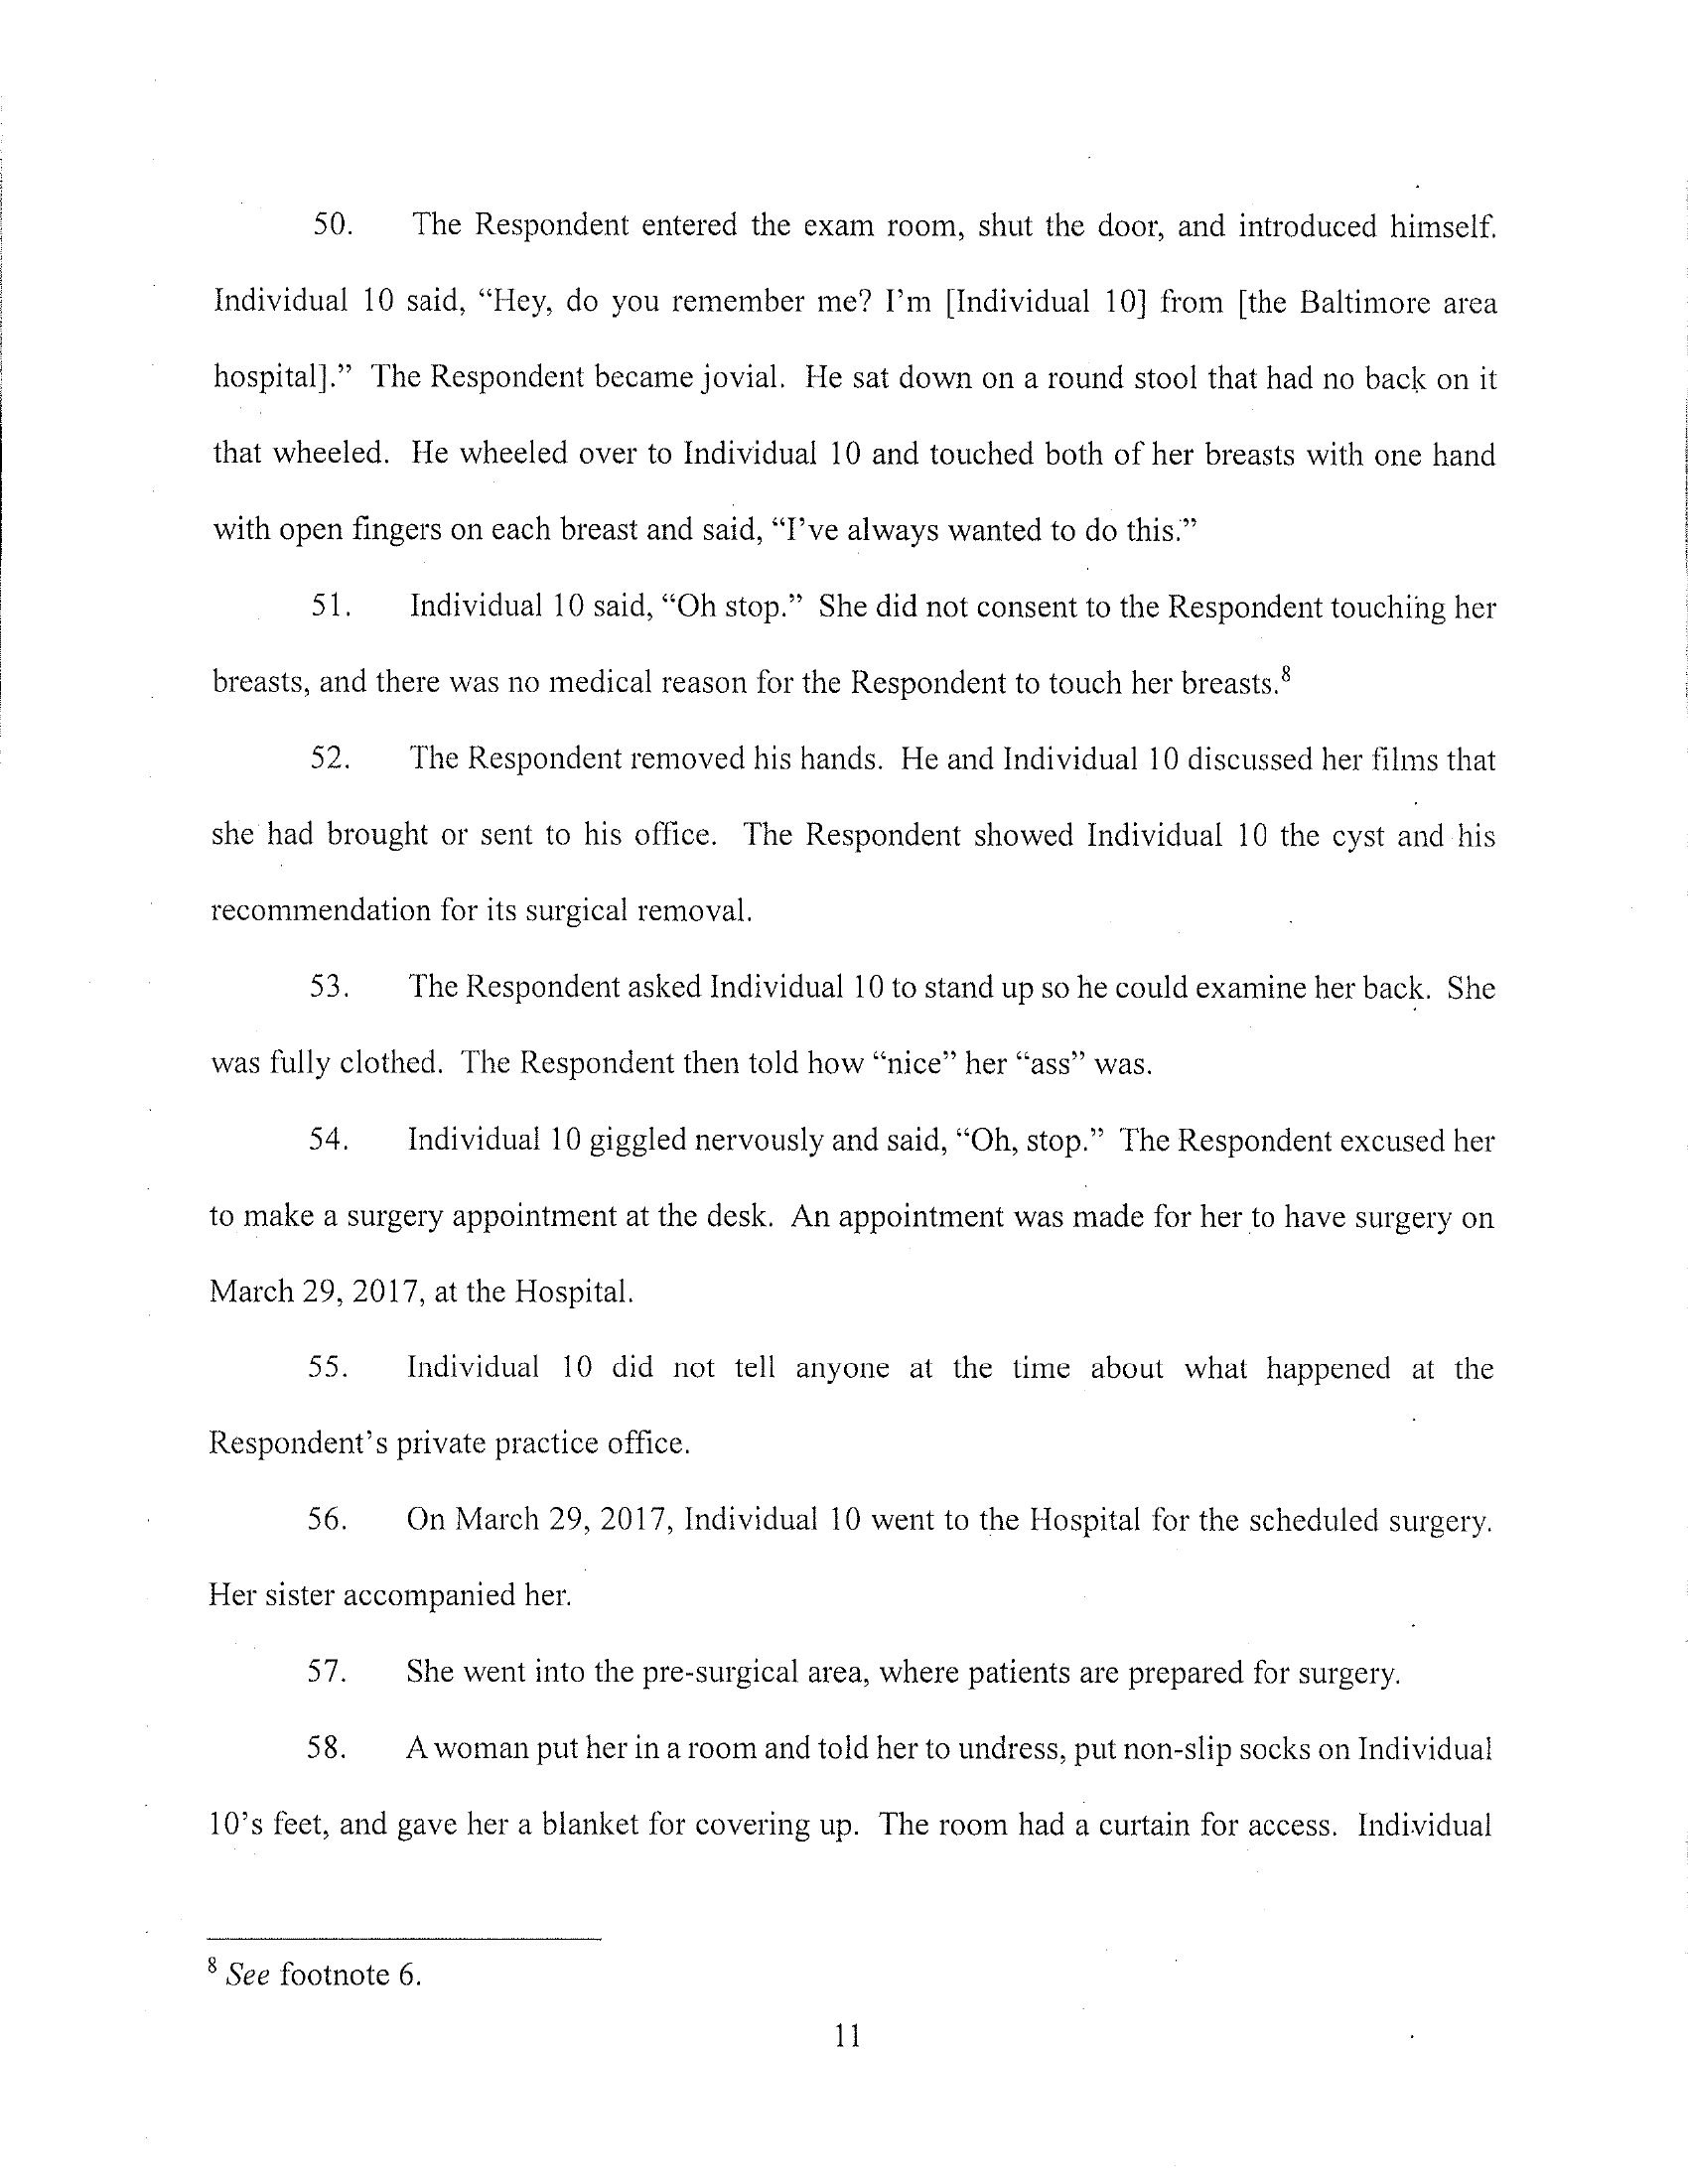 50. The Respondent entered the exam room, shut the door, and introduced himself.
Individual 10 said, “Hey, do you remember me? I’m [Individual 10] from [the Baltimore area
hospital].” The Respondent became jovial. He sat down on a round stool that had no back on it
that wheeled. He wheeled over to Individual 10 and touched both of her breasts with one hand
with open fingers on each breast and said, “I’ve always wanted to do this.”
51. Individual 10 said, “Oh stop.” She did not consent to the Respondent touching her
breasts, and there was no medical reason for the Respondent to touch her breasts.8
52. The Respondent removed his hands. He and Individual 10 discussed her films that
she had brought or sent to his office. The Respondent showed Individual 10 the cyst and his
recommendation for its surgical removal.
53. The Respondent asked Individual 10 to stand up so he could examine her back. She
was fully clothed. The Respondent then told how “nice” her “ass” was.
54. Individual 10 giggled nervously and said, “Oh, stop.” The Respondent excused her
to make a surgery appointment at the desk. An appointment was made for her to have surgery on
March 29, 2017, at the Hospital.
55. Individual 10 did not tell anyone at the time about what happened at the
Respondent’s private practice office.
56. On March 29, 2017, Individual 10 went to the Hospital for the scheduled surgery.
Her sister accompanied her.
57. She went into the pre-surgical area, where patients are prepared for surgery.
58. A woman put her in a room and told her to undress, put non-slip socks on Individual
10’s feet, and gave her a blanket for covering up. The room had a curtain for access. Individual
8 See footnote 6.
11